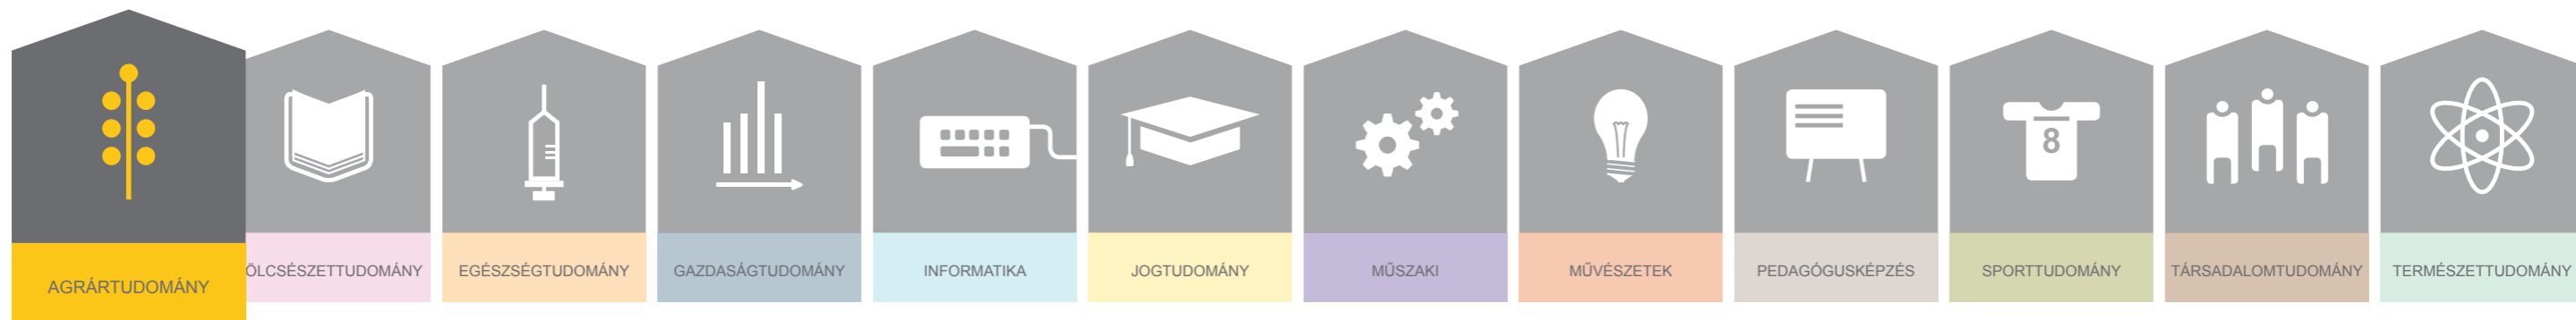 AGRÁRTUDOMÁNY
ÖLCSÉSZETTUDOMÁNY
EGÉSZSÉGTUDOMÁNY
GAZDASÁGTUDOMÁNY
INFORMATIKA
JOGTUDOMÁNY
MŰSZAKI
MŰVÉSZETEK
PEDAGÓGUSKÉPZÉS
8
SPORTTUDOMÁNY
TÁRSADALOMTUDOMÁNY
TERMÉSZETTUDOMÁNY